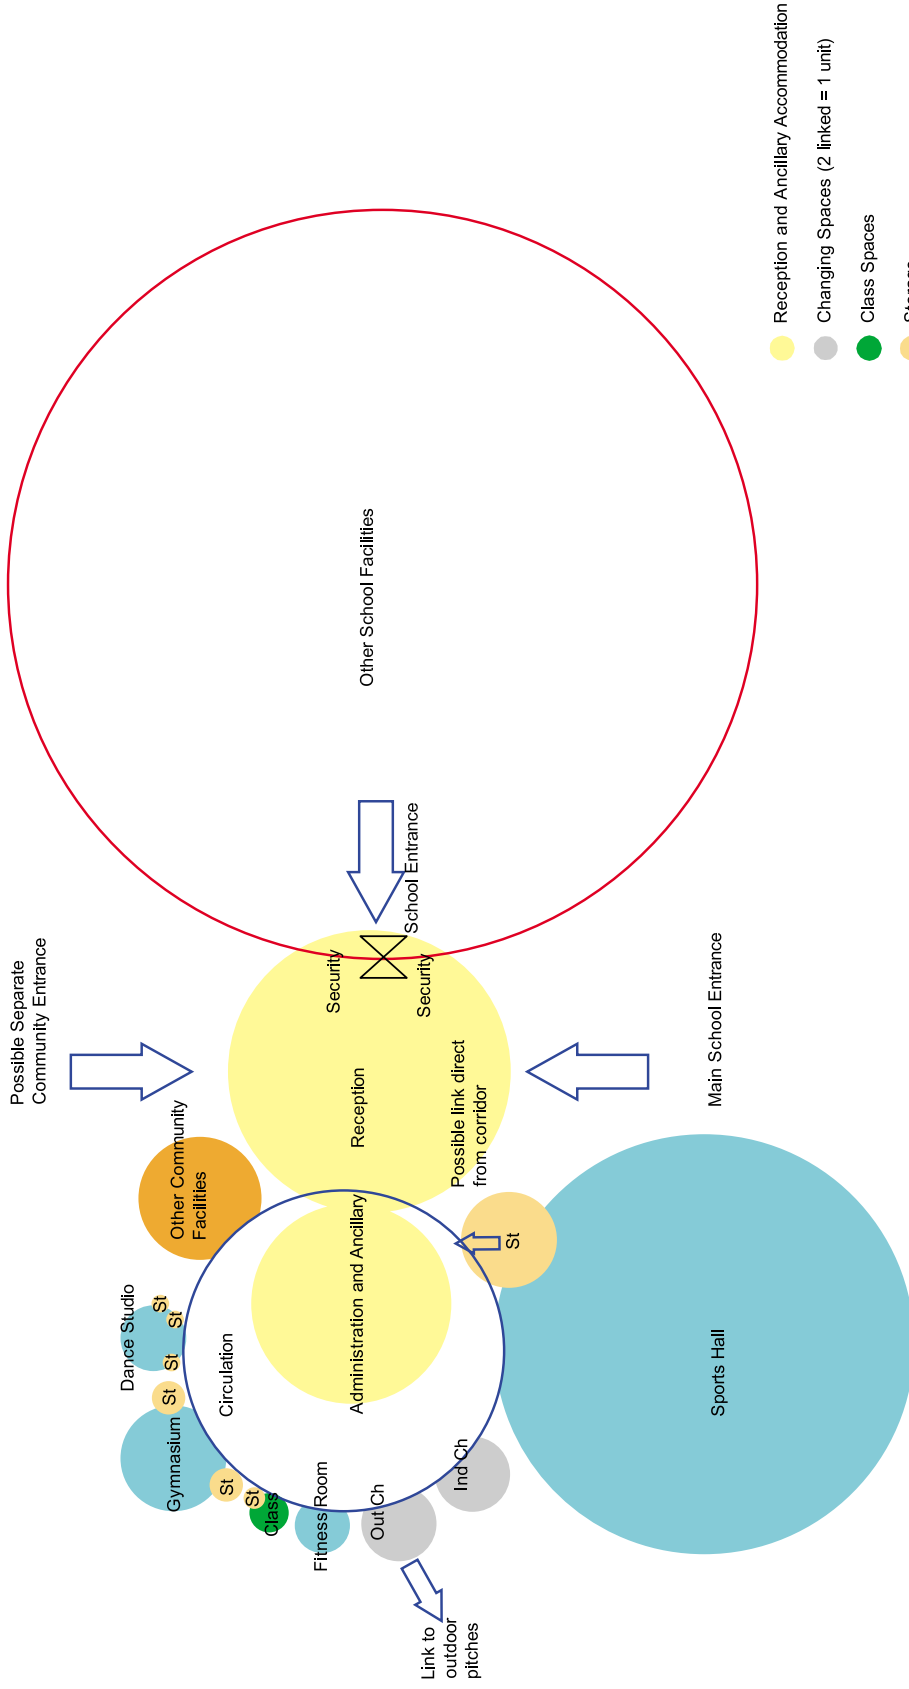 Possible Separate
Community Entrance
Other School Facilities
School Entrance
Security
Security
Reception
Possible link direct
from corridor
Main School Entrance
Other Community
Facilities
Administration and Ancillary
Circulation
Dance Studio
St
St
St
St
Gymnasium
St
St
Class
Fitness Room
Out Ch
Ind Ch
St
Sports Hall
Link to
outdoor
pitches
Reception and Ancillary Accommodation
Changing Spaces (2 linked = 1 unit)
Class Spaces